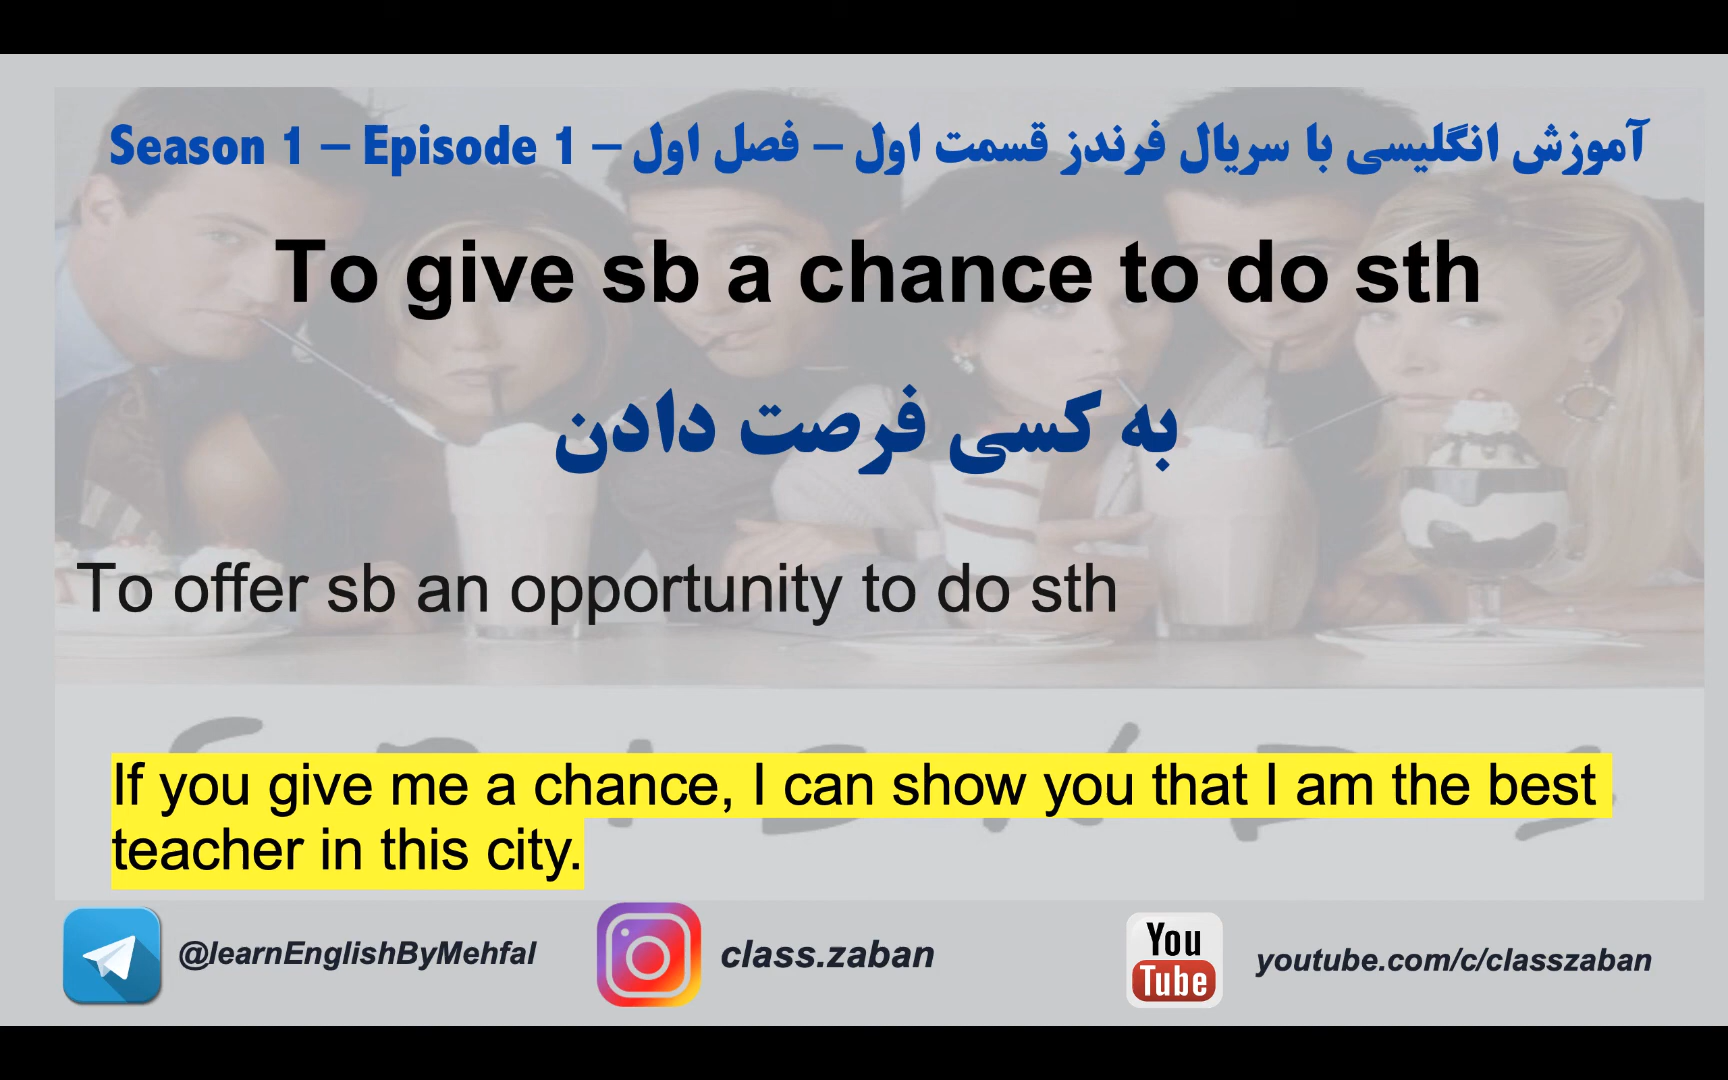 آموزش انگلیسی با سریال فرندز قسمت اول – فصل اول – Season 1 – Episode 1
To give sb a chance to do sth
به کسی فرصت دادن
To offer sb an opportunity to do sth
If you give me a chance, I can show you that I am the best
teacher in this city.
@learnEnglishByMehfal
class.zaban
You
Tube
youtube.com/c/classzaban